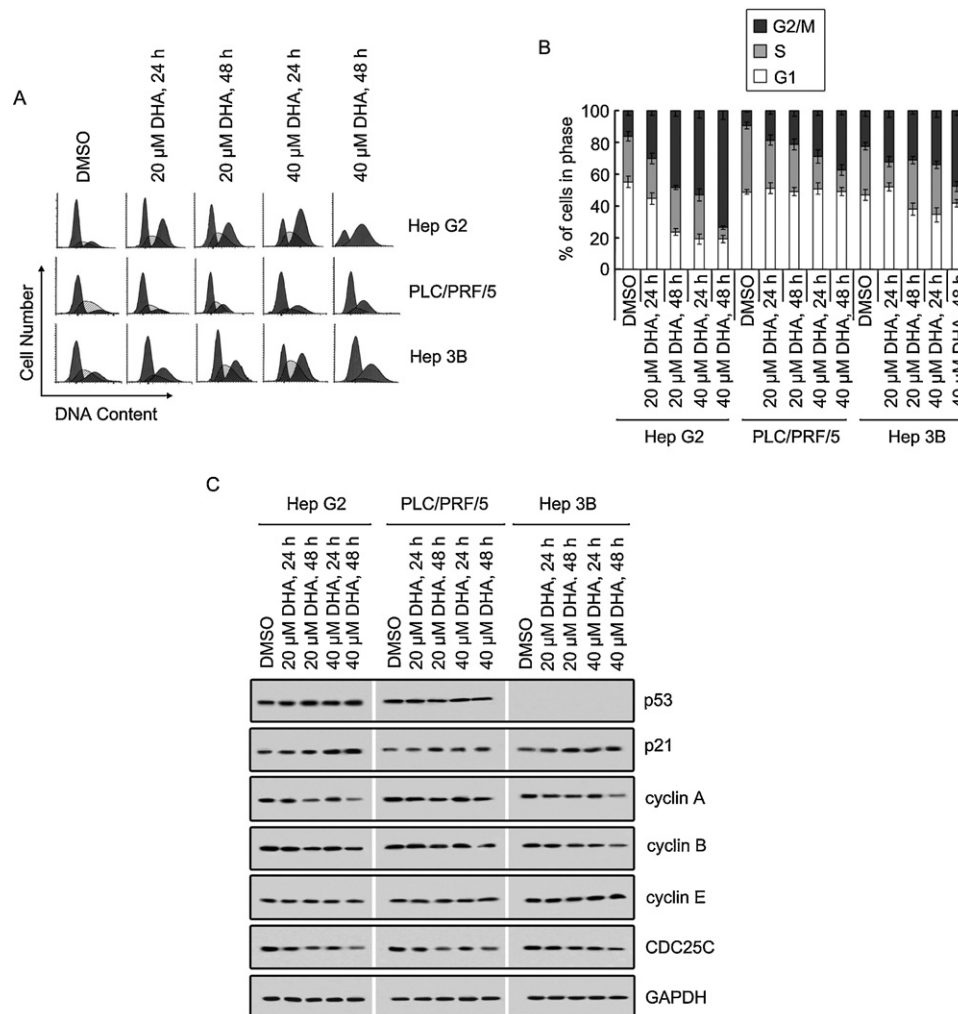 A
DMSO
20 µM DHA, 24 h
20 µM DHA, 48 h
40 µM DHA, 24 h
40 µM DHA, 48 h
Hep G2
PLC/PRF/5
Hep 3B
Cell Number
DNA Content
B
G2/M
S
G1
% of cells in phase
100
80
60
40
20
0
DMSO
20 µM DHA, 24 h
20 µM DHA, 48 h
40 µM DHA, 24 h
40 µM DHA, 48 h
DMSO
20 µM DHA, 24 h
20 µM DHA, 48 h
40 µM DHA, 24 h
40 µM DHA, 48 h
DMSO
20 µM DHA, 24 h
20 µM DHA, 48 h
40 µM DHA, 24 h
40 µM DHA, 48 h
Hep G2
PLC/PRF/5
Hep 3B
C
Hep G2
PLC/PRF/5
Hep 3B
DMSO
20 µM DHA, 24 h
20 µM DHA, 48 h
40 µM DHA, 24 h
40 µM DHA, 48 h
DMSO
20 µM DHA, 24 h
20 µM DHA, 48 h
40 µM DHA, 24 h
40 µM DHA, 48 h
DMSO
20 µM DHA, 24 h
20 µM DHA, 48 h
40 µM DHA, 24 h
40 µM DHA, 48 h
p53
p21
cyclin A
cyclin B
cyclin E
CDC25C
GAPDH